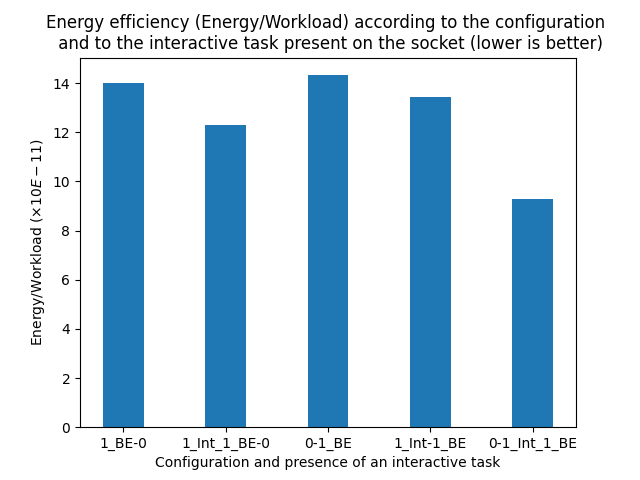 Energy efficiency (Energy/Workload) according to the configuration
and to the interactive task present on the socket (lower is better)
Energy/Workload (×10E − 11)
14
12
10
8
6
4
2
0
1_BE-0 1_Int_1_BE-0 0-1_BE 1_Int-1_BE 0-1_Int_1_BE
Configuration and presence of an interactive task